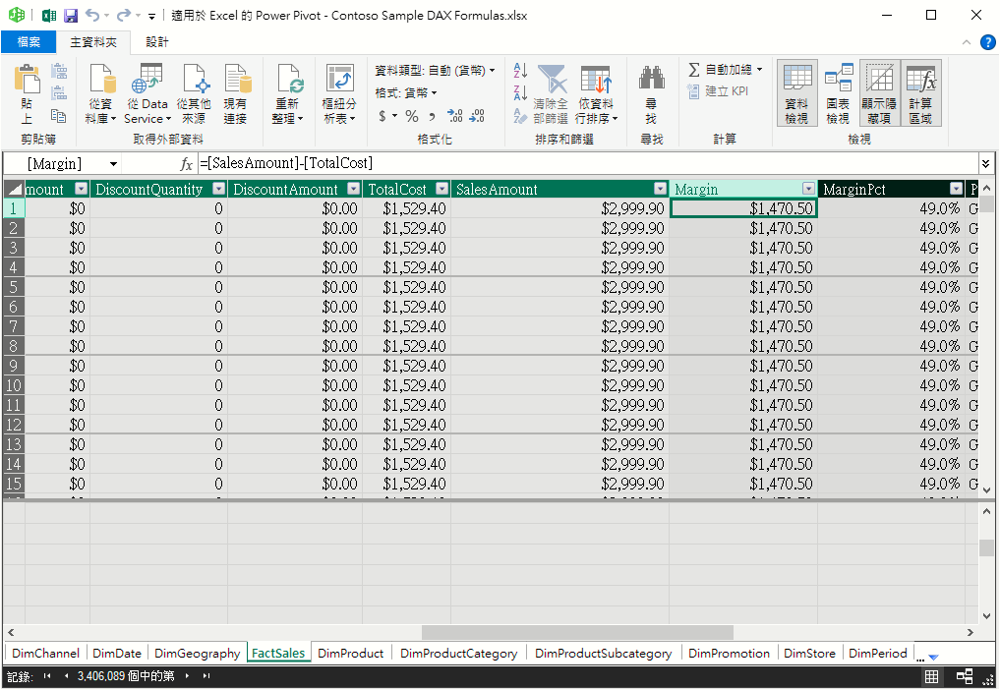 適用於 Excel 的 Power Pivot - Contoso Sample DAX Formulas.xlsx
檔案 主資料夾 設計
貼上
剪貼簿
從資料庫
從 Data Service
從其他來源
現有連接
取得外部資料
重新整理
樞紐分析表
資料類型: 自動 (貨幣)
格式: 貨幣
$ % , .00 .00
格式化
清除全部篩選
依資料行排序
排序和篩選
尋找
尋找
∑ 自動加總
建立 KPI
計算
資料檢視
圖表檢視
顯示隱藏項
計算區域
檢視
[Margin] fx =[SalesAmount]-[TotalCost]
mount DiscountQuantity DiscountAmount TotalCost SalesAmount Margin MarginPct P
1 $0 0 $0.00 $1,529.40 $2,999.90 $1,470.50 49.0% G
2 $0 0 $0.00 $1,529.40 $2,999.90 $1,470.50 49.0% G
3 $0 0 $0.00 $1,529.40 $2,999.90 $1,470.50 49.0% G
4 $0 0 $0.00 $1,529.40 $2,999.90 $1,470.50 49.0% G
5 $0 0 $0.00 $1,529.40 $2,999.90 $1,470.50 49.0% G
6 $0 0 $0.00 $1,529.40 $2,999.90 $1,470.50 49.0% G
7 $0 0 $0.00 $1,529.40 $2,999.90 $1,470.50 49.0% G
8 $0 0 $0.00 $1,529.40 $2,999.90 $1,470.50 49.0% G
9 $0 0 $0.00 $1,529.40 $2,999.90 $1,470.50 49.0% G
10 $0 0 $0.00 $1,529.40 $2,999.90 $1,470.50 49.0% G
11 $0 0 $0.00 $1,529.40 $2,999.90 $1,470.50 49.0% G
12 $0 0 $0.00 $1,529.40 $2,999.90 $1,470.50 49.0% G
13 $0 0 $0.00 $1,529.40 $2,999.90 $1,470.50 49.0% G
14 $0 0 $0.00 $1,529.40 $2,999.90 $1,470.50 49.0% G
15 $0 0 $0.00 $1,529.40 $2,999.90 $1,470.50 49.0% G
DimChannel DimDate DimGeography FactSales DimProduct DimProductCategory DimProductSubcategory DimPromotion DimStore DimPeriod ...
記錄: 3,406,089 個中的第